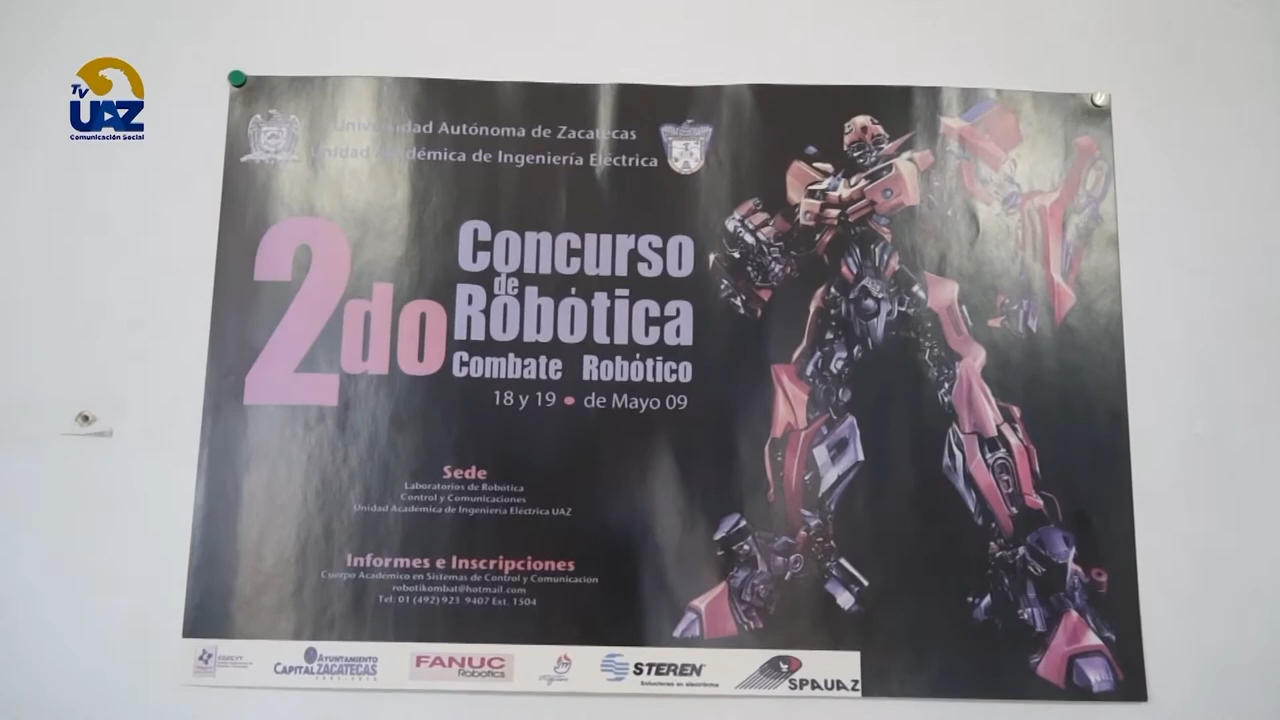 TV
UAZ
Comunicación Social
Universidad Autónoma de Zacatecas
Unidad Académica de Ingeniería Eléctrica
2do
Concurso
de
Robótica
Combate Robótico
18 y 19 • de Mayo 09
Sede
Laboratorios de Robótica
Control y Comunicaciones
Unidad Académica de Ingeniería Eléctrica UAZ
Informes e Inscripciones
Cuerpo Academico en Sistemas de Control y Comunicacion
robotikombat@hotmail.com
Tel: 01 (492) 923 9407 Ext. 1504
AYUNTAMIENTO
CAPITAL ZACATECAS
FANUC
Robotics
STEREN
Soluciones en electrónica
SPAUAZ